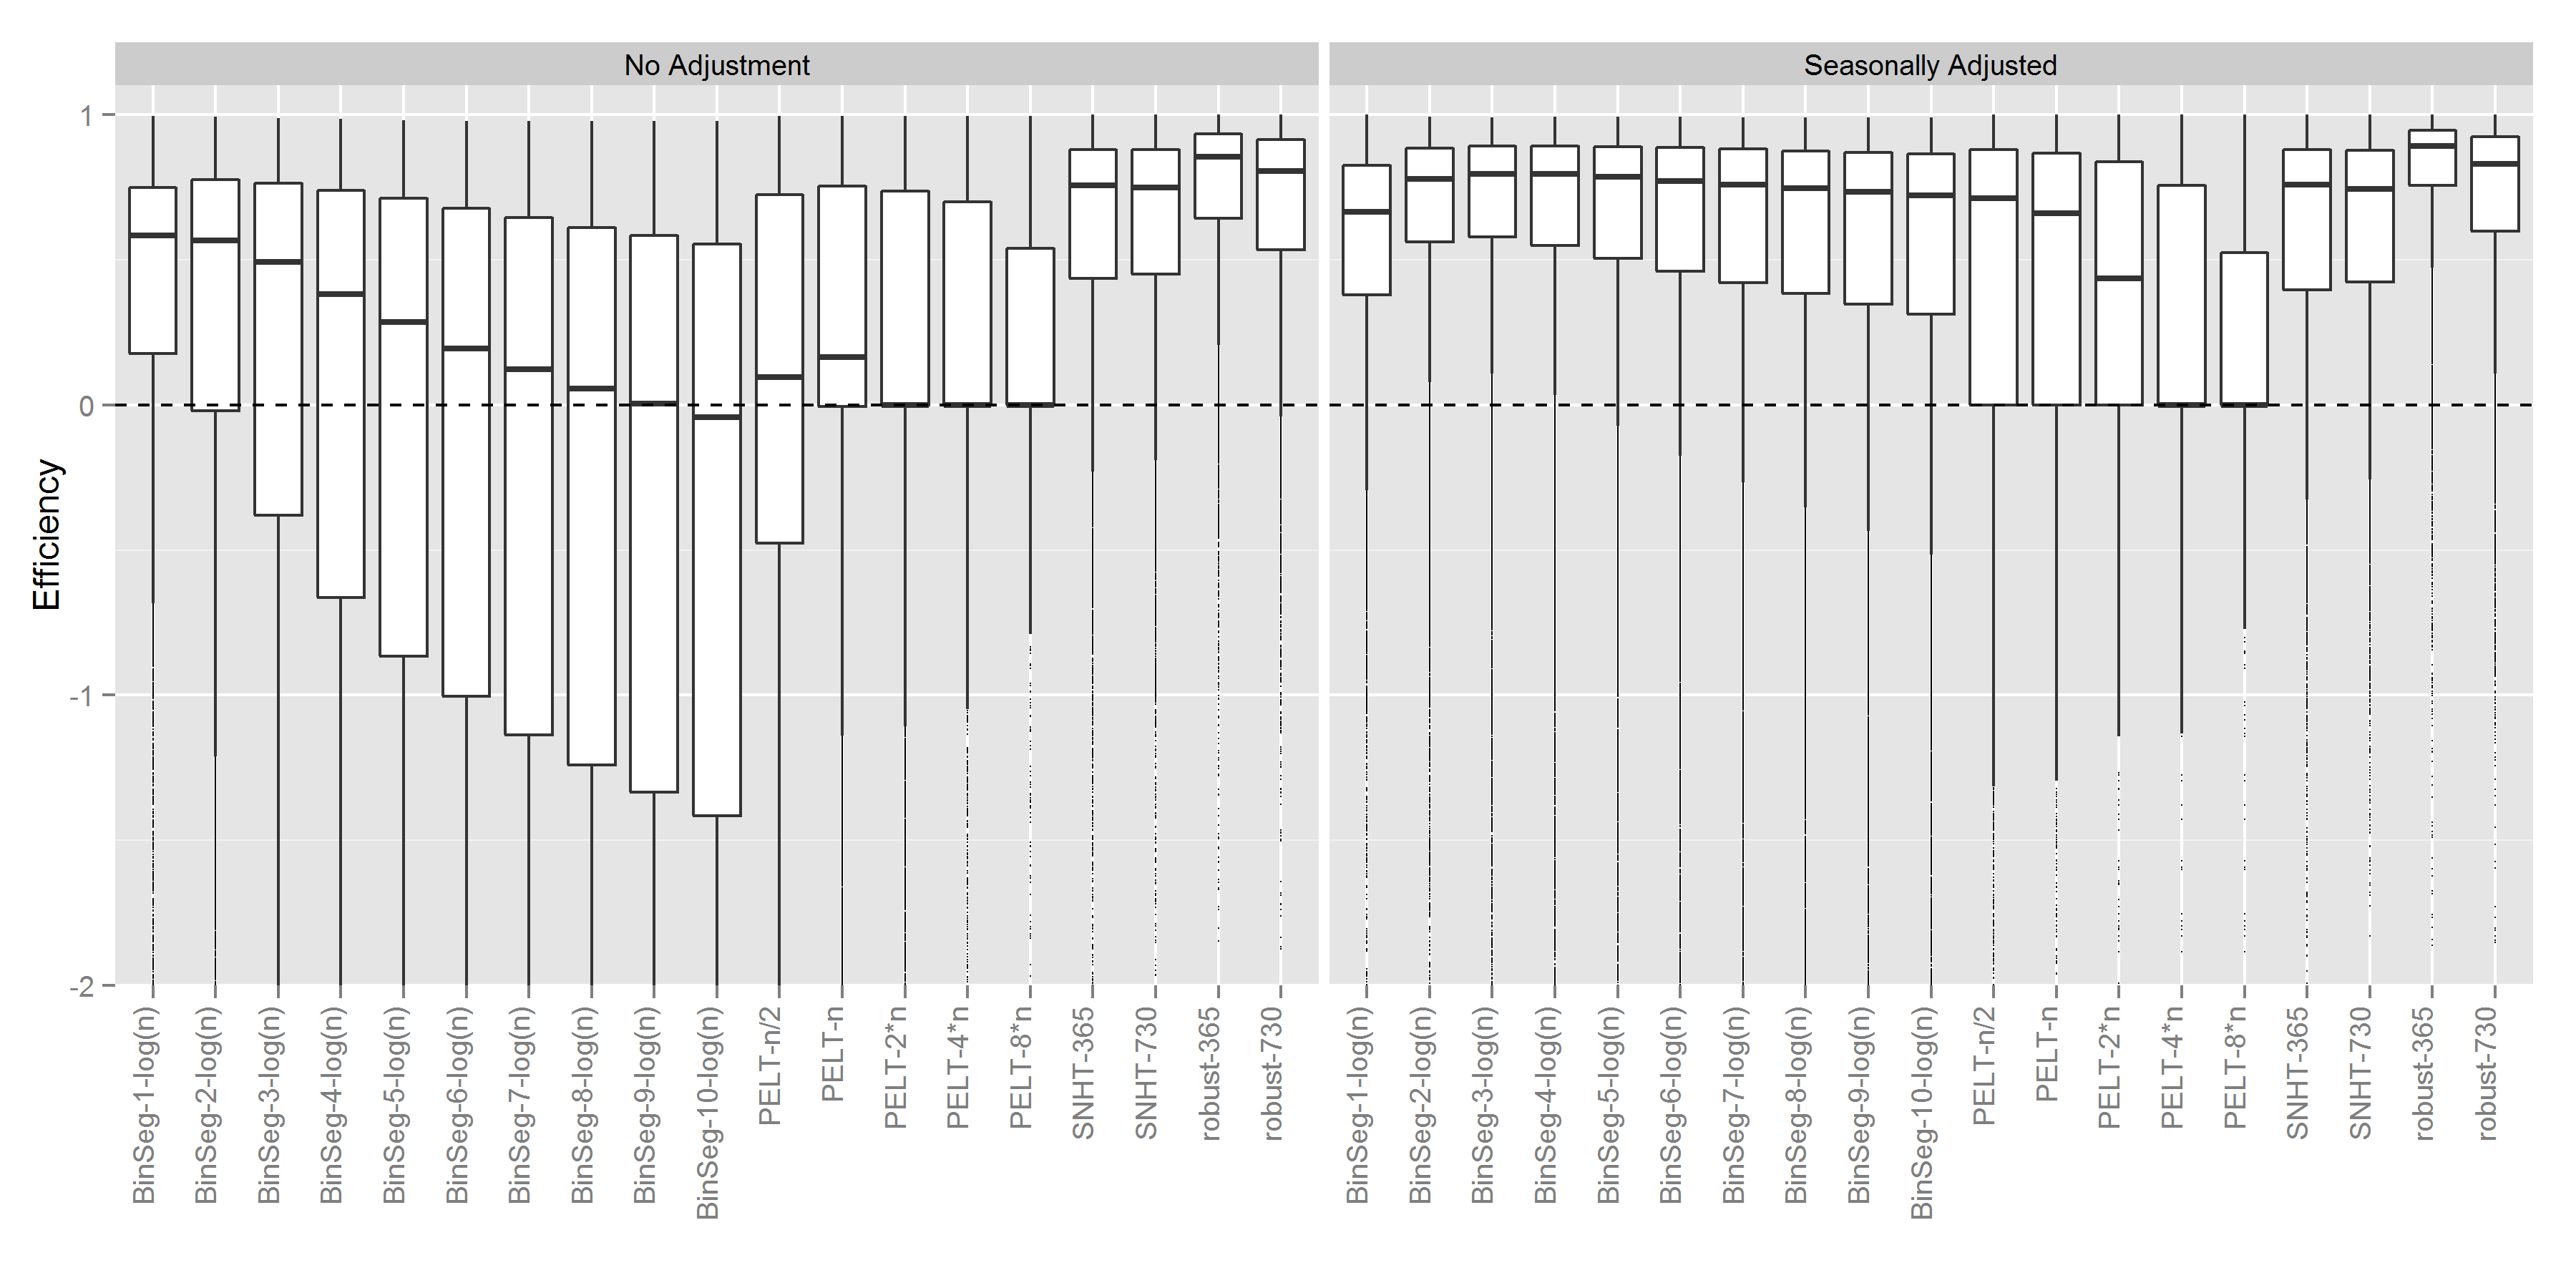 No Adjustment
Seasonally Adjusted
Efficiency
1
0
-1
-2
BinSeg-1-log(n)
BinSeg-2-log(n)
BinSeg-3-log(n)
BinSeg-4-log(n)
BinSeg-5-log(n)
BinSeg-6-log(n)
BinSeg-7-log(n)
BinSeg-8-log(n)
BinSeg-9-log(n)
BinSeg-10-log(n)
PELT-n/2
PELT-n
PELT-2*n
PELT-4*n
PELT-8*n
SNHT-365
SNHT-730
robust-365
robust-730
BinSeg-1-log(n)
BinSeg-2-log(n)
BinSeg-3-log(n)
BinSeg-4-log(n)
BinSeg-5-log(n)
BinSeg-6-log(n)
BinSeg-7-log(n)
BinSeg-8-log(n)
BinSeg-9-log(n)
BinSeg-10-log(n)
PELT-n/2
PELT-n
PELT-2*n
PELT-4*n
PELT-8*n
SNHT-365
SNHT-730
robust-365
robust-730